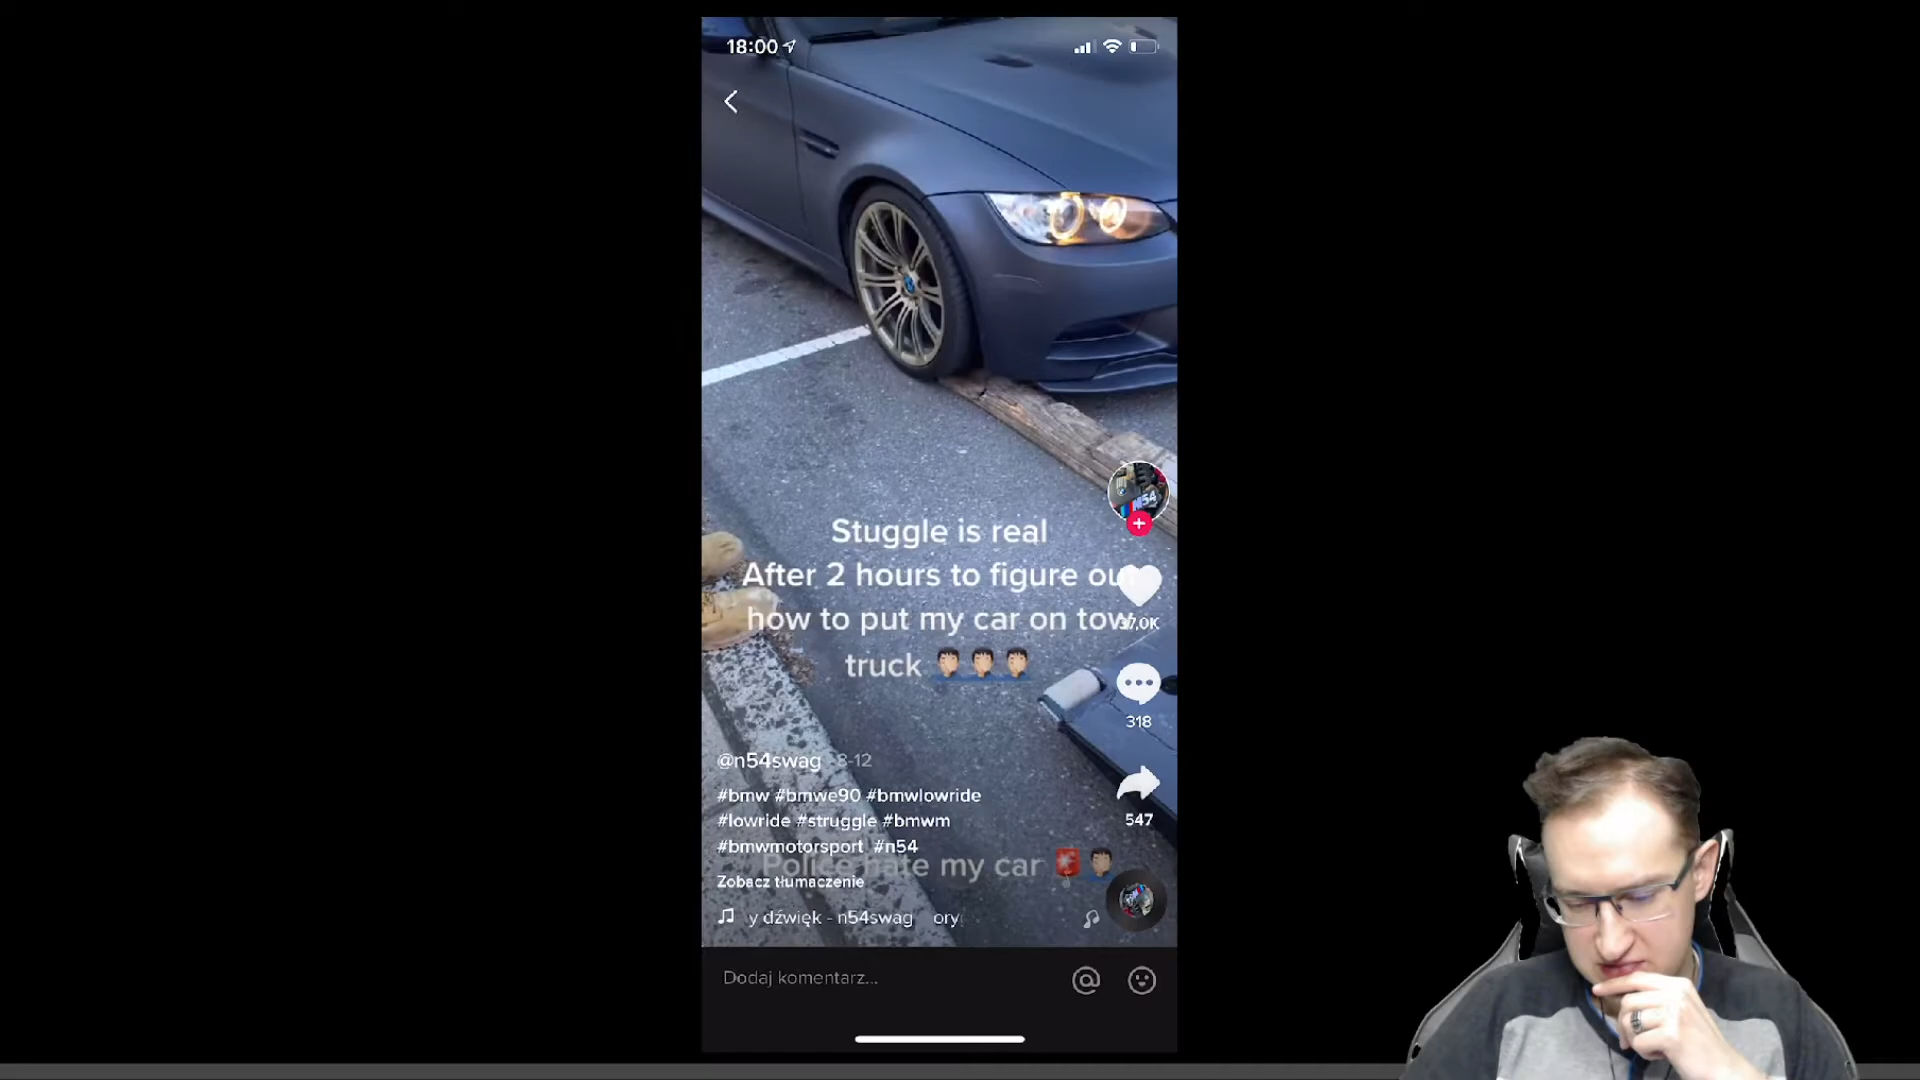 18:00
Stuggle is real
After 2 hours to figure out
how to put my car on tow
truck
37,0K
318
@n54swag 8-12
#bmw #bmwe90 #bmwlowride
#lowride #struggle #bmwm
547
#bmwmotorsport #n54
Police hate my car
Zobacz tłumaczenie
y dźwięk - n54swag ory
Dodaj komentarz...